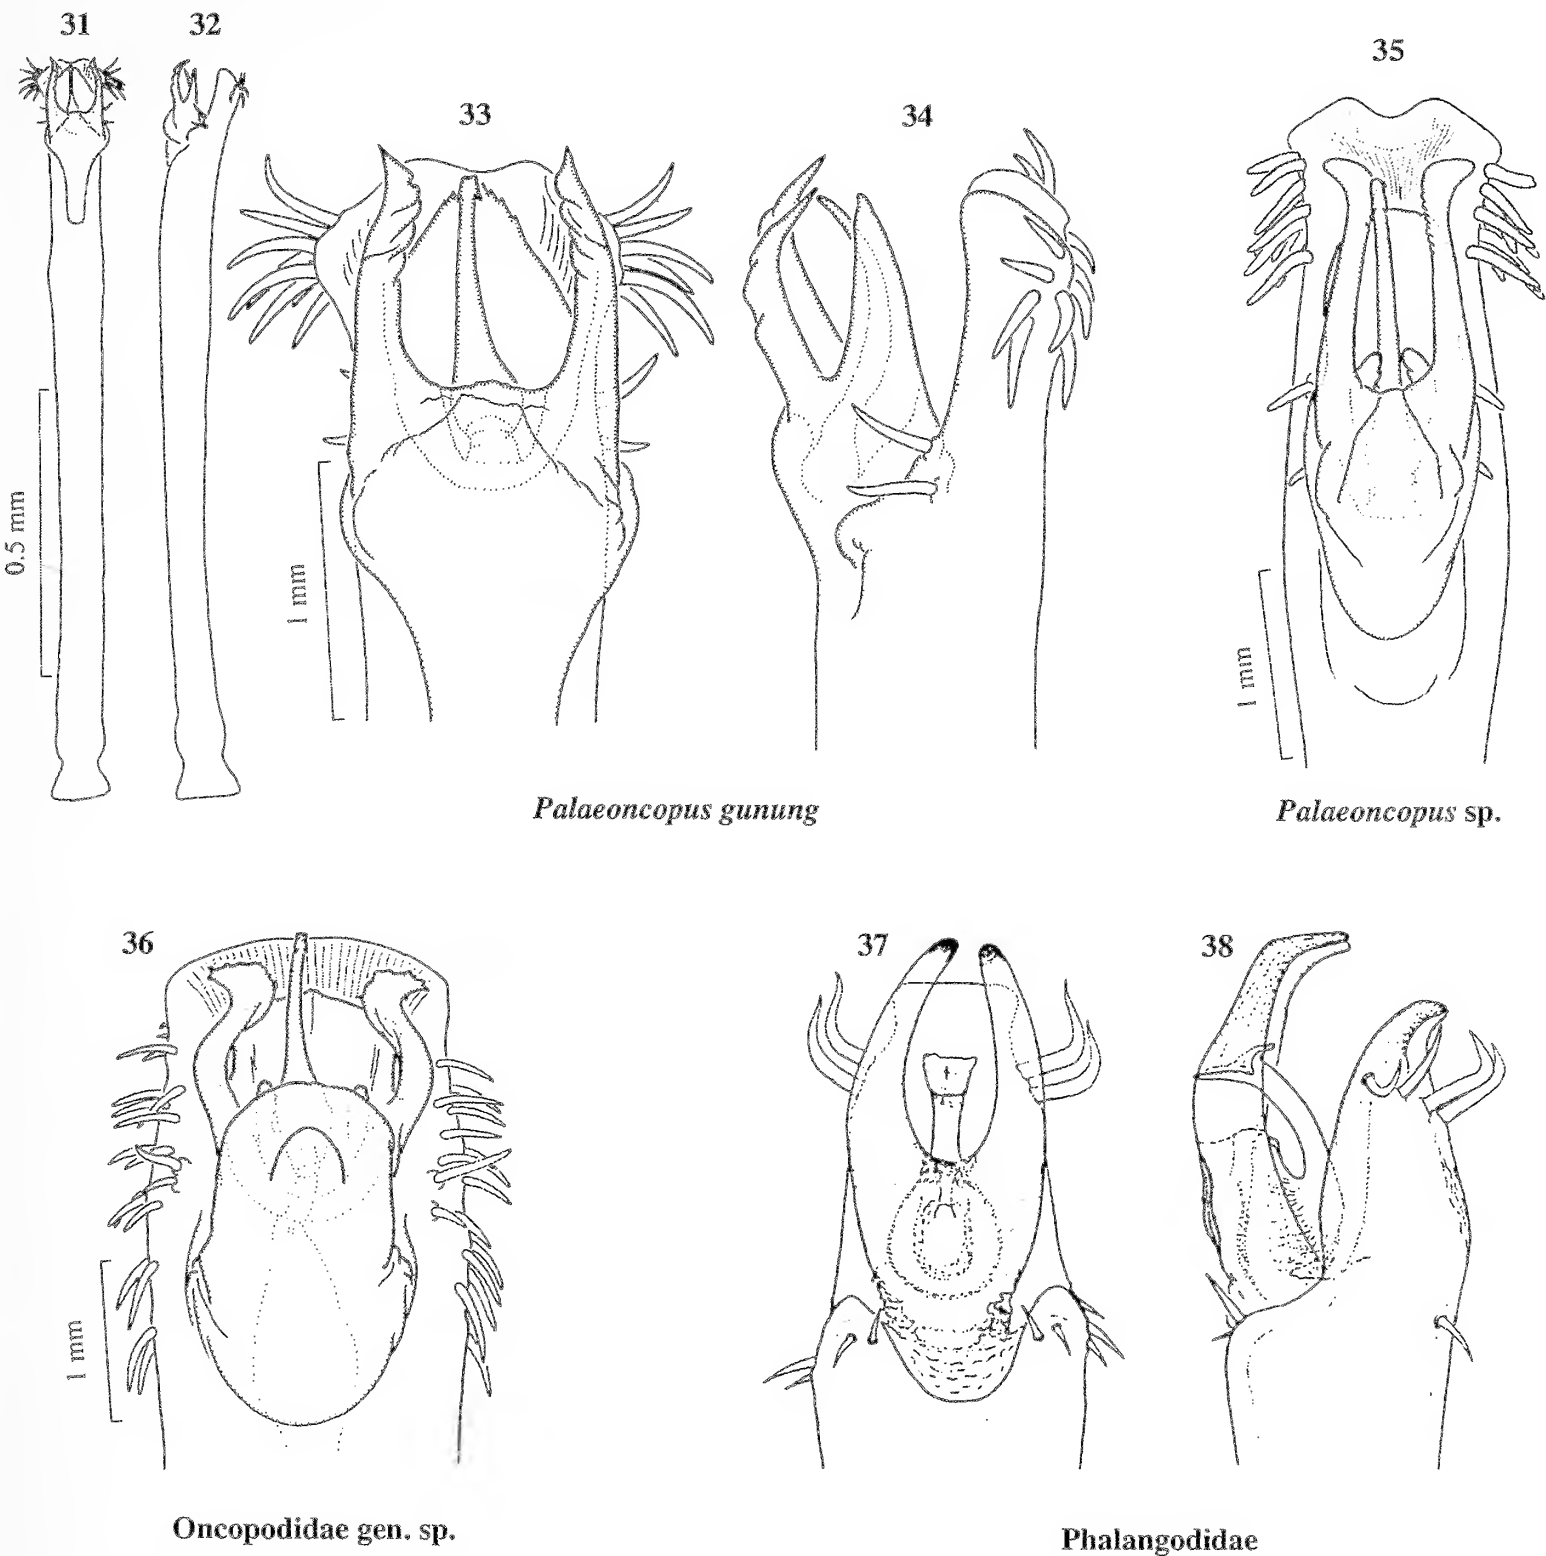 31
32
33
34
35
0.5 mm
1 mm
1 mm
Palaeoncopus gunung
Palaeoncopus sp.
36
37
38
1 mm
Oncopodidae gen. sp.
Phalangodidae